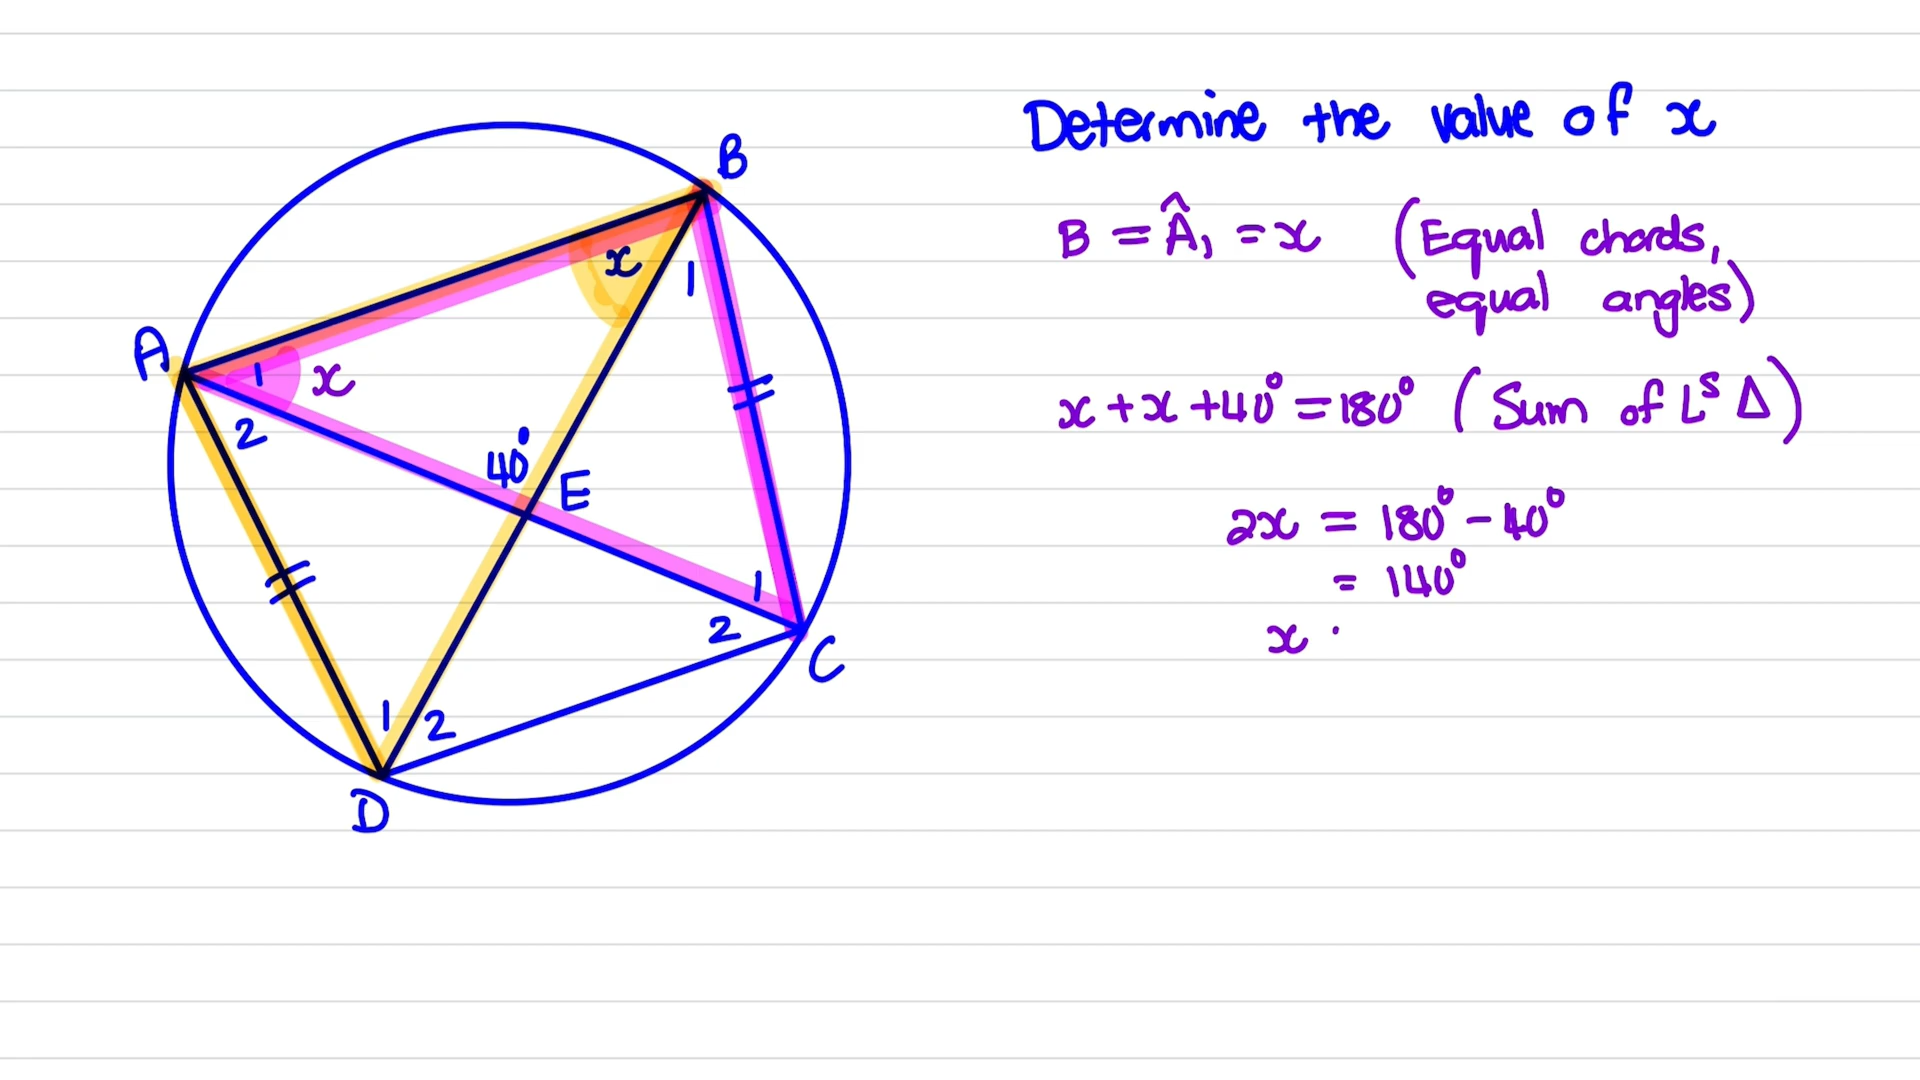 Determine the value of x
B = Â₁ = x (Equal chords,
equal angles)
x + x + 40° = 180° (Sum of Lˢ Δ)
2x = 180° - 40°
= 140°
x ·
B
x
1
A
1
x
2
40°
E
1
2
C
1
2
D